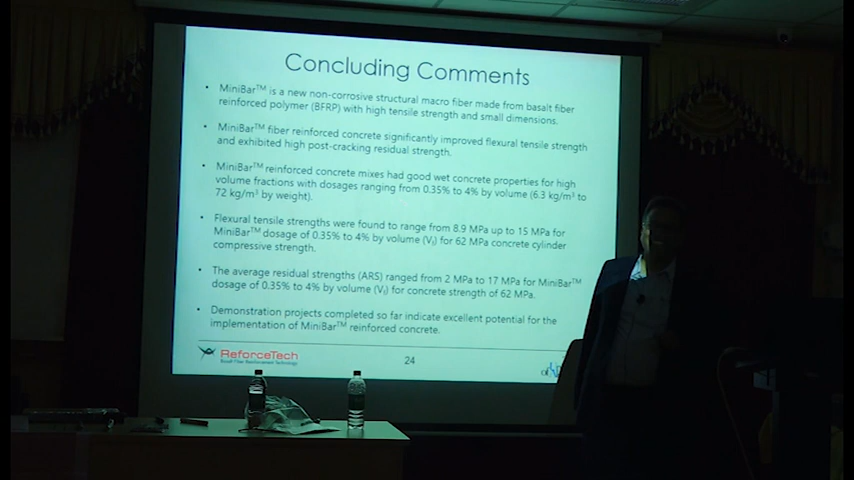 Concluding Comments
• MiniBar™ is a new non-corrosive structural macro fiber made from basalt fiber
reinforced polymer (BFRP) with high tensile strength and small dimensions.
• MiniBar™ fiber reinforced concrete significantly improved flexural tensile strength
and exhibited high post-cracking residual strength.
• MiniBar™ reinforced concrete mixes had good wet concrete properties for high
volume fractions with dosages ranging from 0.35% to 4% by volume (6.3 kg/m³ to
72 kg/m³ by weight).
• Flexural tensile strengths were found to range from 8.9 MPa up to 15 MPa for
MiniBar™ dosage of 0.35% to 4% by volume (Vf) for 62 MPa concrete cylinder
compressive strength.
• The average residual strengths (ARS) ranged from 2 MPa to 17 MPa for MiniBar™
dosage of 0.35% to 4% by volume (Vf) for concrete strength of 62 MPa.
• Demonstration projects completed so far indicate excellent potential for the
implementation of MiniBar™ reinforced concrete.
ReforceTech
Basalt Fiber Reinforcement Technology
24
of